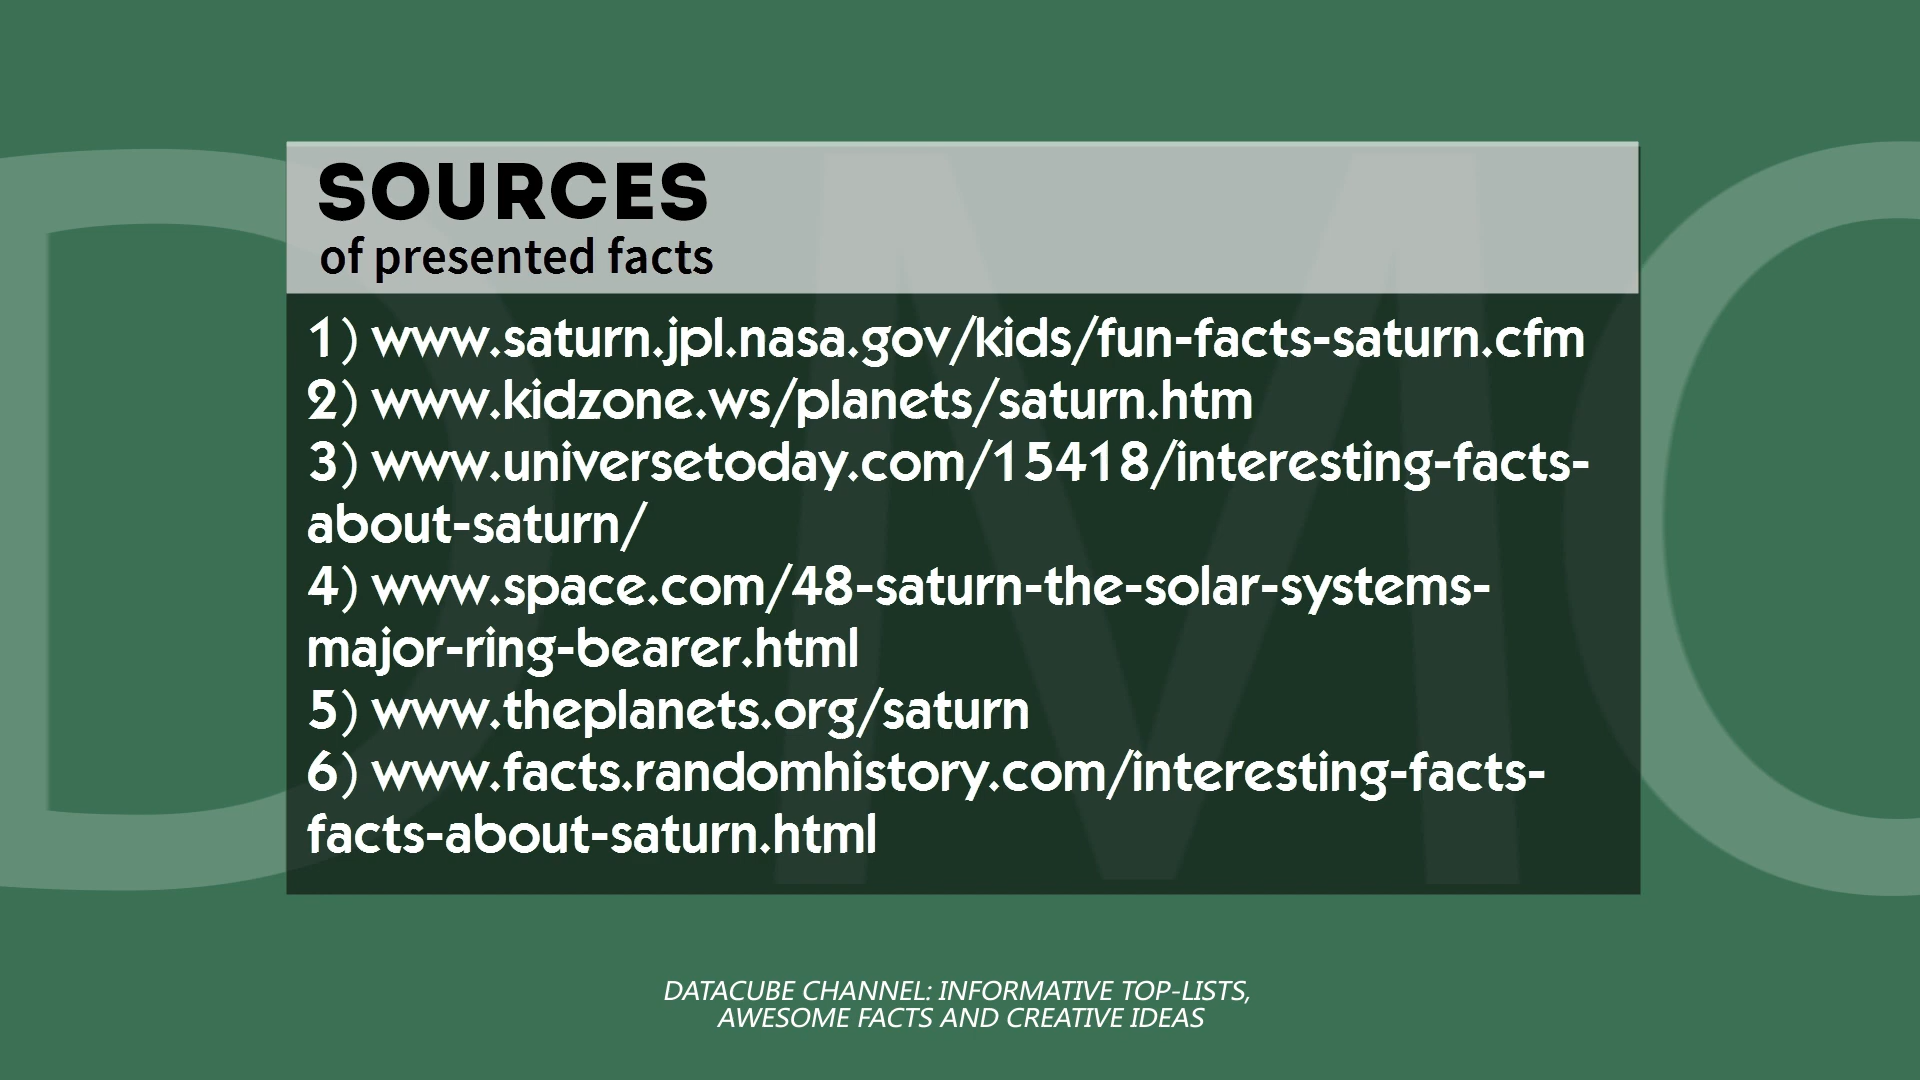 SOURCES
of presented facts
1) www.saturn.jpl.nasa.gov/kids/fun-facts-saturn.cfm
2) www.kidzone.ws/planets/saturn.htm
3) www.universetoday.com/15418/interesting-facts-
about-saturn/
4) www.space.com/48-saturn-the-solar-systems-
major-ring-bearer.html
5) www.theplanets.org/saturn
6) www.facts.randomhistory.com/interesting-facts-
facts-about-saturn.html
DATACUBE CHANNEL: INFORMATIVE TOP-LISTS,
AWESOME FACTS AND CREATIVE IDEAS